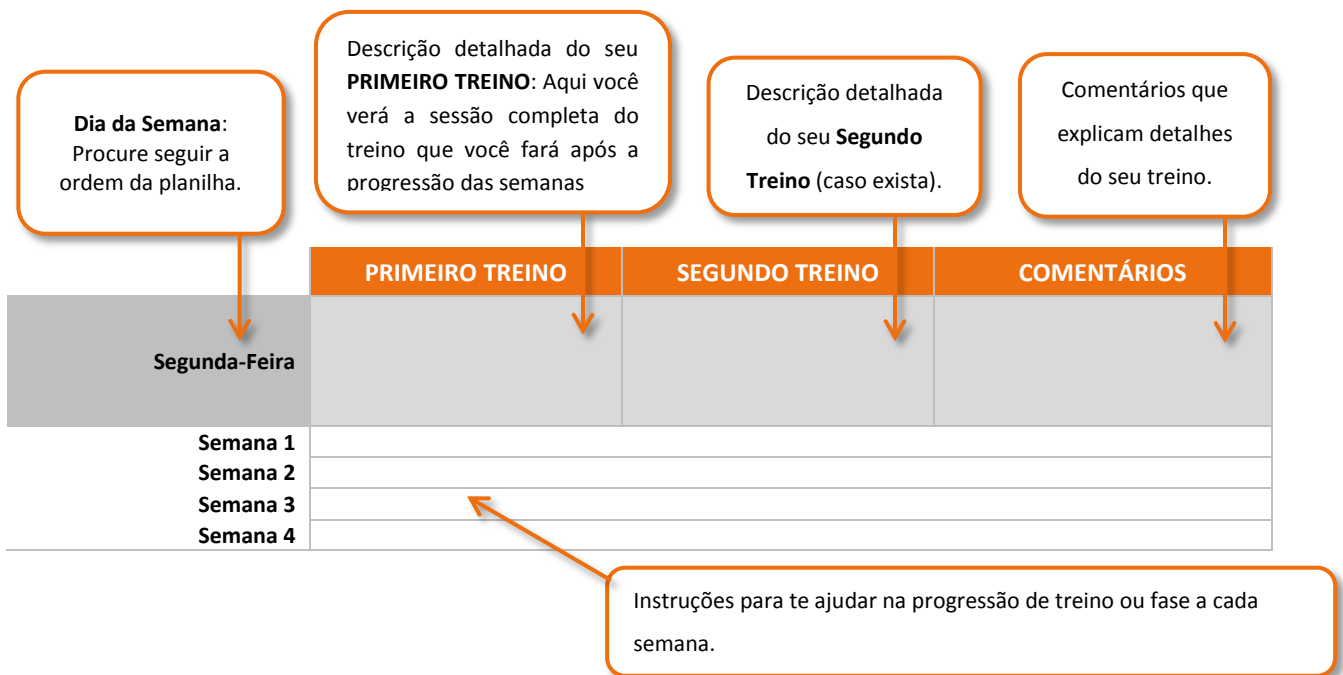 Dia da Semana:
Procure seguir a
ordem da planilha.
Descrição detalhada do seu
PRIMEIRO TREINO: Aqui você
verá a sessão completa do
treino que você fará após a
progressão das semanas
Descrição detalhada
do seu Segundo
Treino (caso exista).
Comentários que
explicam detalhes
do seu treino.
PRIMEIRO TREINO SEGUNDO TREINO COMENTÁRIOS
Segunda-Feira
Semana 1
Semana 2
Semana 3
Semana 4
Instruções para te ajudar na progressão de treino ou fase a cada
semana.